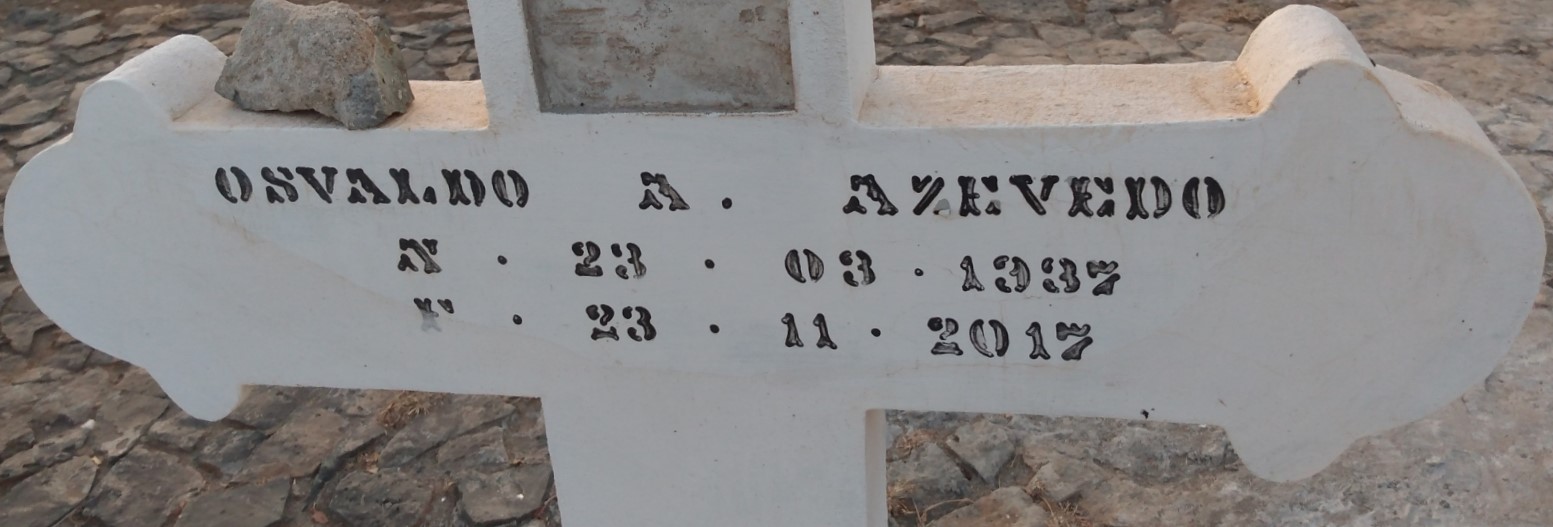 OSVALDO A. AZEVEDO
N. 23. 03. 1937
F. 23. 11. 2017